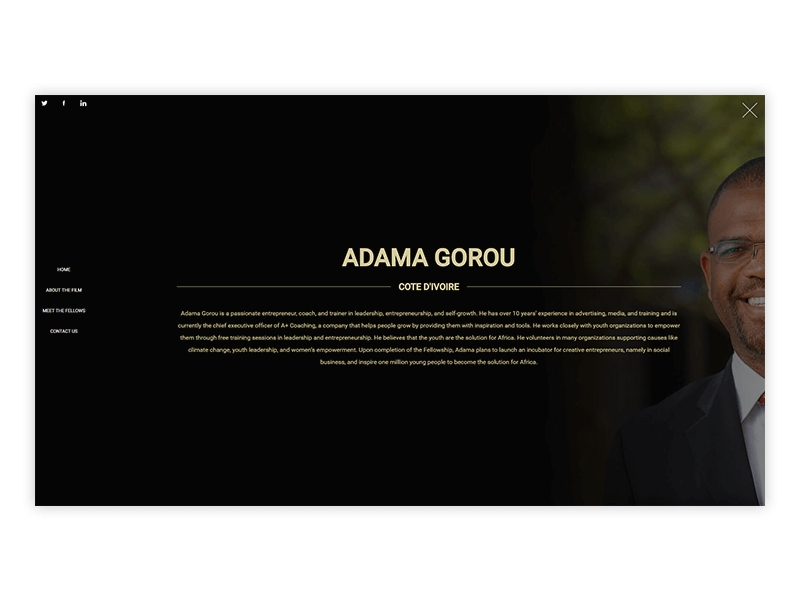 HOME
ABOUT THE FILM
MEET THE FELLOWS
CONTACT US
ADAMA GOROU
COTE D'IVOIRE
Adama Gorou is a passionate entrepreneur, coach, and trainer in leadership, entrepreneurship, and self-growth. He has over 10 years' experience in advertising, media, and training and is
currently the chief executive officer of A+ Coaching, a company that helps people grow by providing them with inspiration and tools. He works closely with youth organizations to empower
them through free training sessions in leadership and entrepreneurship. He believes that the youth are the solution for Africa. He volunteers in many organizations supporting causes like
climate change, youth leadership, and women's empowerment. Upon completion of the Fellowship, Adama plans to launch an incubator for creative entrepreneurs, namely in social
business, and inspire one million young people to become the solution for Africa.